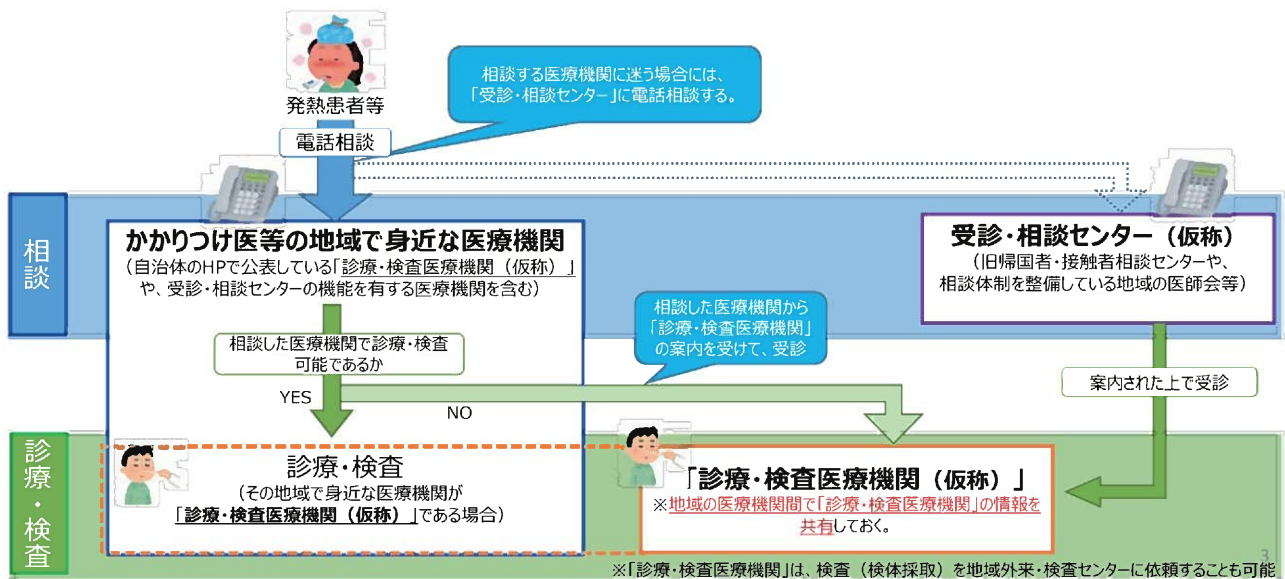 発熱患者等
電話相談
相談する医療機関に迷う場合には、
「受診・相談センター」に電話相談する。
相談
かかりつけ医等の地域で身近な医療機関
（自治体のHPで公表している「診療・検査医療機関（仮称）」
や、受診・相談センターの機能を有する医療機関を含む）
受診・相談センター（仮称）
（旧帰国者・接触者相談センターや、
相談体制を整備している地域の医師会等）
相談した医療機関で診療・検査
可能であるか
相談した医療機関から
「診療・検査医療機関」
の案内を受けて、受診
案内された上で受診
YES
NO
診療・検査
診療・検査
（その地域で身近な医療機関が
「診療・検査医療機関（仮称）」である場合）
「診療・検査医療機関（仮称）」
※地域の医療機関間で「診療・検査医療機関」の情報を
共有しておく。
3
※「診療・検査医療機関」は、検査（検体採取）を地域外来・検査センターに依頼することも可能